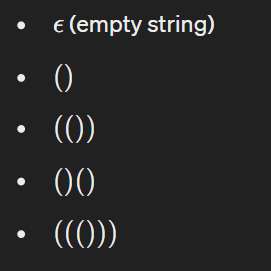 • ϵ (empty string)
• ()
• (())
• ()()
• ((()))